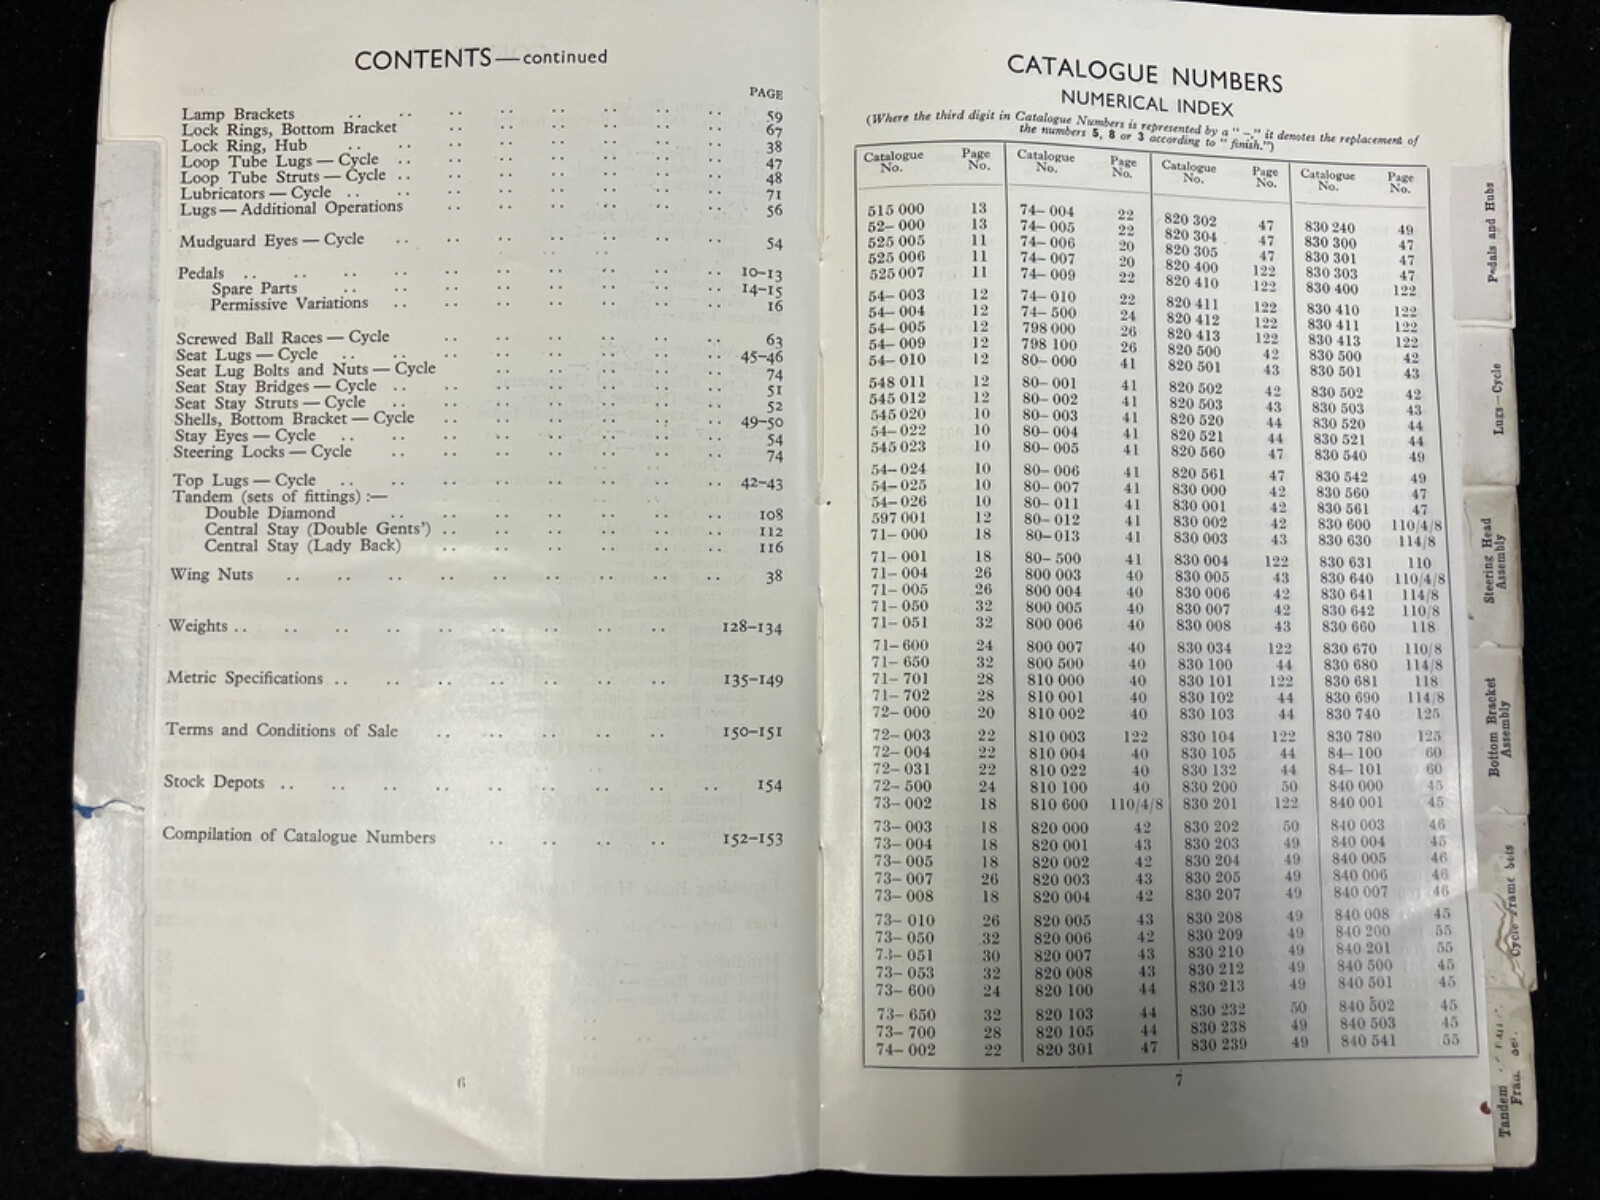 CONTENTS—continued
PAGE
Lamp Brackets .. .. .. .. .. .. .. 59
Lock Rings, Bottom Bracket .. .. .. .. .. .. 67
Lock Ring, Hub .. .. .. .. .. .. .. 38
Loop Tube Lugs — Cycle .. .. .. .. .. .. .. 47
Loop Tube Struts — Cycle .. .. .. .. .. .. .. 48
Lubricators — Cycle .. .. .. .. .. .. .. .. 71
Lugs — Additional Operations .. .. .. .. .. .. 56
Mudguard Eyes — Cycle .. .. .. .. .. .. .. 54
Pedals .. .. .. .. .. .. .. .. .. .. 10–13
Spare Parts .. .. .. .. .. .. .. .. 14–15
Permissive Variations .. .. .. .. .. .. .. 16
Screwed Ball Races — Cycle .. .. .. .. .. .. 63
Seat Lugs — Cycle .. .. .. .. .. .. .. .. 45–46
Seat Lug Bolts and Nuts — Cycle .. .. .. .. .. .. 74
Seat Stay Bridges — Cycle .. .. .. .. .. .. .. 51
Seat Stay Struts — Cycle .. .. .. .. .. .. .. 52
Shells, Bottom Bracket — Cycle .. .. .. .. .. .. 49–50
Stay Eyes — Cycle .. .. .. .. .. .. .. .. 54
Steering Locks — Cycle .. .. .. .. .. .. .. 74
Top Lugs — Cycle .. .. .. .. .. .. .. .. 42–43
Tandem (sets of fittings) :—
Double Diamond .. .. .. .. .. .. .. 108
Central Stay (Double Gents') .. .. .. .. .. .. 112
Central Stay (Lady Back) .. .. .. .. .. .. 116
Wing Nuts .. .. .. .. .. .. .. .. .. 38
Weights .. .. .. .. .. .. .. .. .. 128–134
Metric Specifications .. .. .. .. .. .. .. 135–149
Terms and Conditions of Sale .. .. .. .. .. 150–151
Stock Depots .. .. .. .. .. .. .. .. 154
Compilation of Catalogue Numbers .. .. .. .. 152–153
6
CATALOGUE NUMBERS
NUMERICAL INDEX
(Where the third digit in Catalogue Numbers is represented by a " –," it denotes the replacement of
the numbers 5, 8 or 3 according to " finish.")
Catalogue No. Page No. Catalogue No. Page No. Catalogue No. Page No. Catalogue No. Page No.
515 000 13 74– 004 22 820 302 47 830 240 49
52– 000 13 74– 005 22 820 304 47 830 300 47
525 005 11 74– 006 20 820 305 47 830 301 47
525 006 11 74– 007 20 820 400 122 830 303 47
525 007 11 74– 009 22 820 410 122 830 400 122
54– 003 12 74– 010 22 820 411 122 830 410 122
54– 004 12 74– 500 24 820 412 122 830 411 122
54– 005 12 798 000 26 820 413 122 830 413 122
54– 009 12 798 100 26 820 500 42 830 500 42
54– 010 12 80– 000 41 820 501 43 830 501 43
548 011 12 80– 001 41 820 502 42 830 502 42
545 012 12 80– 002 41 820 503 43 830 503 43
545 020 10 80– 003 41 820 520 44 830 520 44
54– 022 10 80– 004 41 820 521 44 830 521 44
545 023 10 80– 005 41 820 560 47 830 540 49
54– 024 10 80– 006 41 820 561 47 830 542 49
54– 025 10 80– 007 41 830 000 42 830 560 47
54– 026 10 80– 011 41 830 001 42 830 561 47
597 001 12 80– 012 41 830 002 42 830 600 110/4/8
71– 000 18 80– 013 41 830 003 43 830 630 114/8
71– 001 18 80– 500 41 830 004 122 830 631 110
71– 004 26 800 003 40 830 005 43 830 640 110/4/8
71– 005 26 800 004 40 830 006 42 830 641 114/8
71– 050 32 800 005 40 830 007 42 830 642 110/8
71– 051 32 800 006 40 830 008 43 830 660 118
71– 600 24 800 007 40 830 034 122 830 670 110/8
71– 650 32 800 500 40 830 100 44 830 680 114/8
71– 701 28 810 000 40 830 101 122 830 681 118
71– 702 28 810 001 40 830 102 44 830 690 114/8
72– 000 20 810 002 40 830 103 44 830 740 125
72– 003 22 810 003 122 830 104 122 830 780 125
72– 004 22 810 004 40 830 105 44 84– 100 60
72– 031 22 810 022 40 830 132 44 84– 101 60
72– 500 24 810 100 40 830 200 50 840 000 45
73– 002 18 810 600 110/4/8 830 201 122 840 001 45
73– 003 18 820 000 42 830 202 50 840 003 46
73– 004 18 820 001 43 830 203 49 840 004 45
73– 005 18 820 002 42 830 204 49 840 005 46
73– 007 26 820 003 43 830 205 49 840 006 46
73– 008 18 820 004 42 830 207 49 840 007 46
73– 010 26 820 005 43 830 208 49 840 008 45
73– 050 32 820 006 42 830 209 49 840 200 55
73– 051 30 820 007 43 830 210 49 840 201 55
73– 053 32 820 008 43 830 212 49 840 500 45
73– 600 24 820 100 44 830 213 49 840 501 45
73– 650 32 820 103 44 830 232 50 840 502 45
73– 700 28 820 105 44 830 238 49 840 503 45
74– 002 22 820 301 47 830 239 49 840 541 55
7
Pedals and Hubs
Lugs—Cycle
Steering Head
Assembly
Bottom Bracket
Assembly
Cycle Frame Sets
Tandem